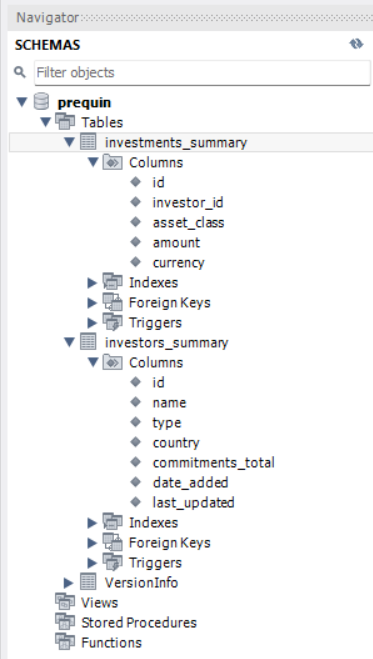 Navigator
SCHEMAS
Filter objects
prequin
Tables
investments_summary
Columns
id
investor_id
asset_class
amount
currency
Indexes
Foreign Keys
Triggers
investors_summary
Columns
id
name
type
country
commitments_total
date_added
last_updated
Indexes
Foreign Keys
Triggers
VersionInfo
Views
Stored Procedures
Functions